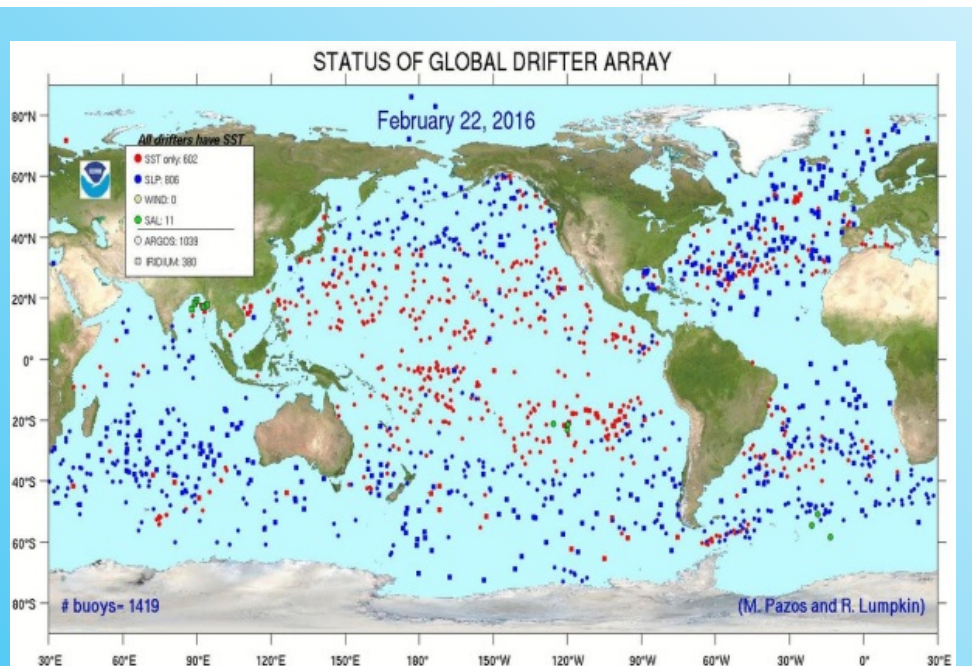 STATUS OF GLOBAL DRIFTER ARRAY
February 22, 2016
All drifters have SST
SST only: 602
SLP: 806
WIND: 0
SAL: 11
ARGOS: 1039
IRIDIUM: 380
80°N
60°N
40°N
20°N
0°
20°S
40°S
60°S
80°S
# buoys= 1419
(M. Pazos and R. Lumpkin)
30°E 60°E 90°E 120°E 150°E 180° 150°W 120°W 90°W 60°W 30°W 0° 30°E